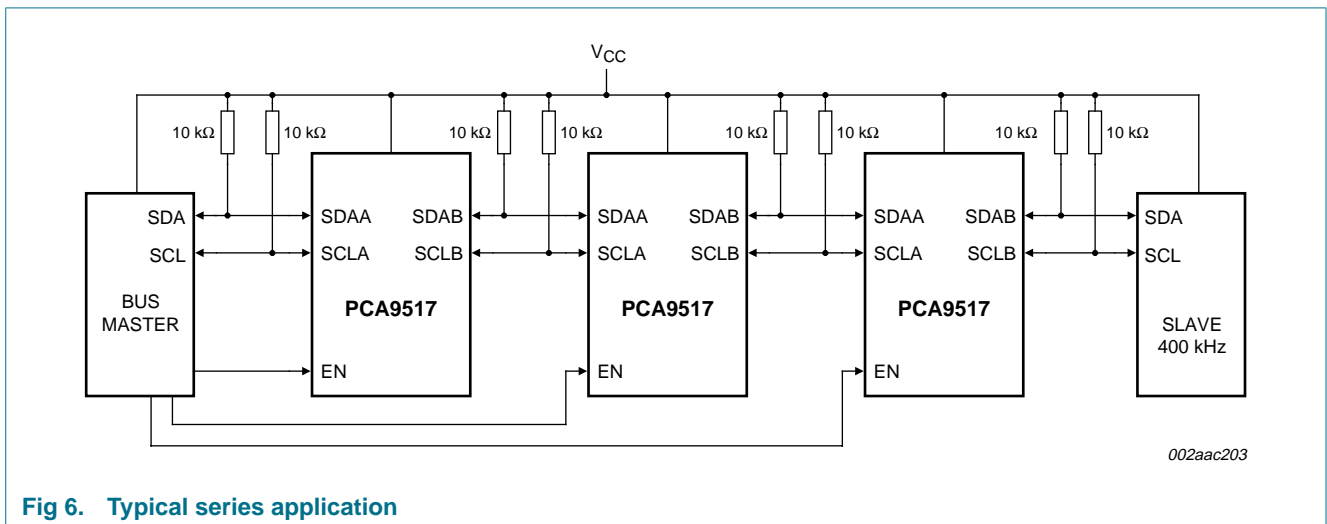 VCC
10 kΩ 10 kΩ 10 kΩ 10 kΩ 10 kΩ 10 kΩ 10 kΩ 10 kΩ
SDA SDAA SDAB SDAA SDAB SDAA SDAB SDA
SCL SCLA SCLB SCLA SCLB SCLA SCLB SCL
BUS
MASTER
PCA9517 PCA9517 PCA9517
SLAVE
400 kHz
EN EN EN
002aac203
Fig 6. Typical series application